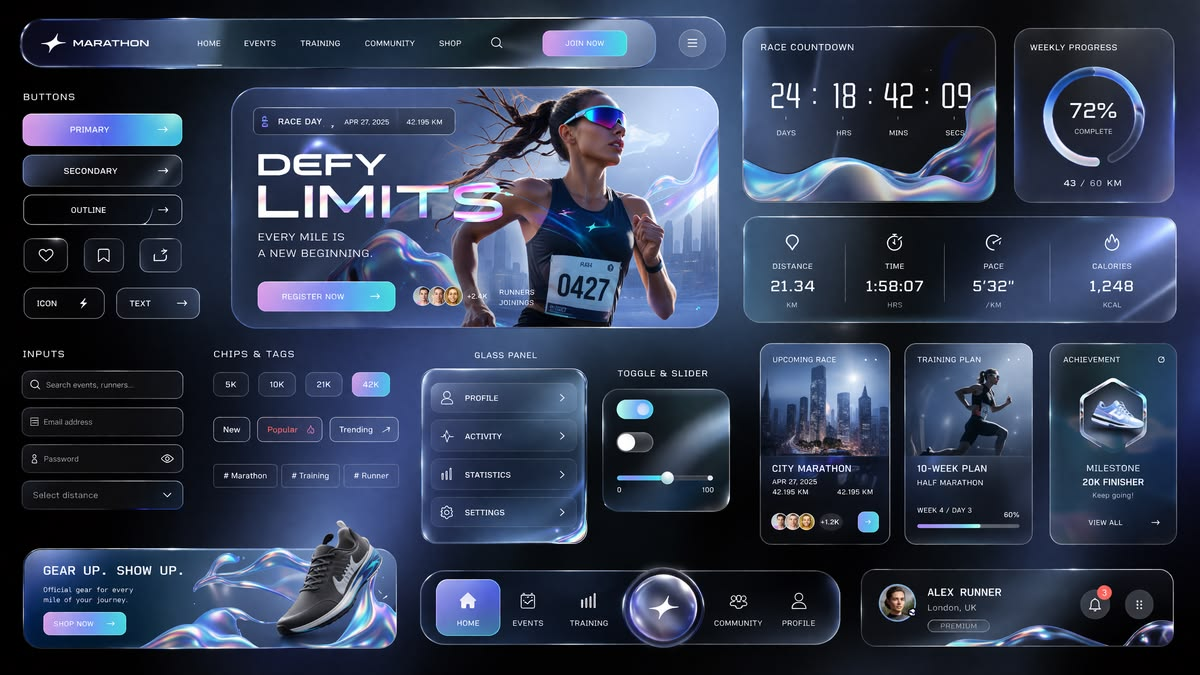 MARATHON
HOME
EVENTS
TRAINING
COMMUNITY
SHOP
JOIN NOW
BUTTONS
PRIMARY
SECONDARY
OUTLINE
ICON
TEXT
RACE DAY
APR 27, 2025
42.195 KM
DEFY
LIMITS
EVERY MILE IS
A NEW BEGINNING.
REGISTER NOW
+2.4K
RUNNERS
JOININGS
0427
RACE COUNTDOWN
24 : 18 : 42 : 09
DAYS
HRS
MINS
SECS
WEEKLY PROGRESS
72%
COMPLETE
43 / 60 KM
DISTANCE
21.34
KM
TIME
1:58:07
HRS
PACE
5'32"
/KM
CALORIES
1,248
KCAL
INPUTS
Search events, runners...
Email address
Password
Select distance
CHIPS & TAGS
5K
10K
21K
42K
New
Popular
Trending
# Marathon
# Training
# Runner
GLASS PANEL
PROFILE
ACTIVITY
STATISTICS
SETTINGS
TOGGLE & SLIDER
0
100
UPCOMING RACE
CITY MARATHON
APR 27, 2025
42.195 KM
42.195 KM
+1.2K
TRAINING PLAN
10-WEEK PLAN
HALF MARATHON
WEEK 4 / DAY 3
60%
ACHIEVEMENT
MILESTONE
20K FINISHER
Keep going!
VIEW ALL
GEAR UP. SHOW UP.
Official gear for every
mile of your journey.
SHOP NOW
HOME
EVENTS
TRAINING
COMMUNITY
PROFILE
ALEX RUNNER
London, UK
PREMIUM
3